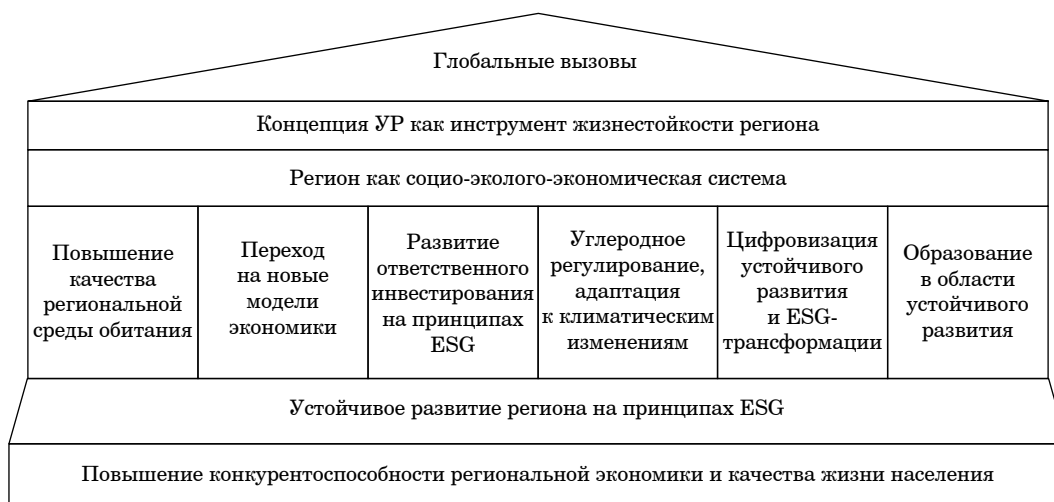 Глобальные вызовы
Концепция УР как инструмент жизнестойкости региона
Регион как социо-эколого-экономическая система
Повышение
качества
региональной
среды обитания
Переход
на новые
модели
экономики
Развитие
ответственного
инвестирования
на принципах
ESG
Углеродное
регулирование,
адаптация
к климатическим
изменениям
Цифровизация
устойчивого
развития
и ESG-
трансформации
Образование
в области
устойчивого
развития
Устойчивое развитие региона на принципах ESG
Повышение конкурентоспособности региональной экономики и качества жизни населения